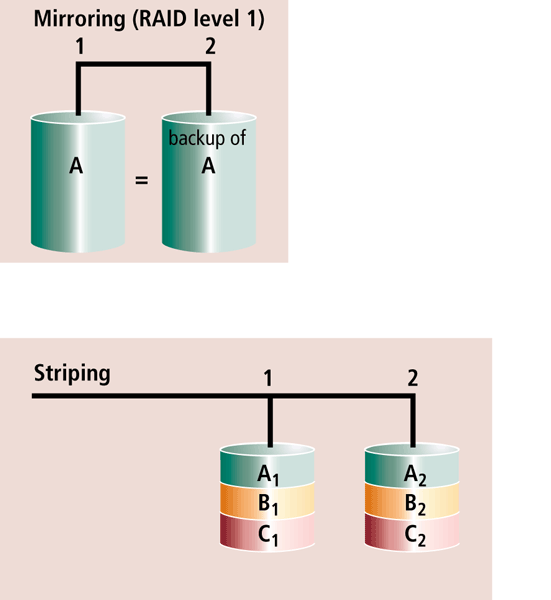 Mirroring (RAID level 1)
1 2
backup of
A = A
Striping
1 2
A₁ A₂
B₁ B₂
C₁ C₂